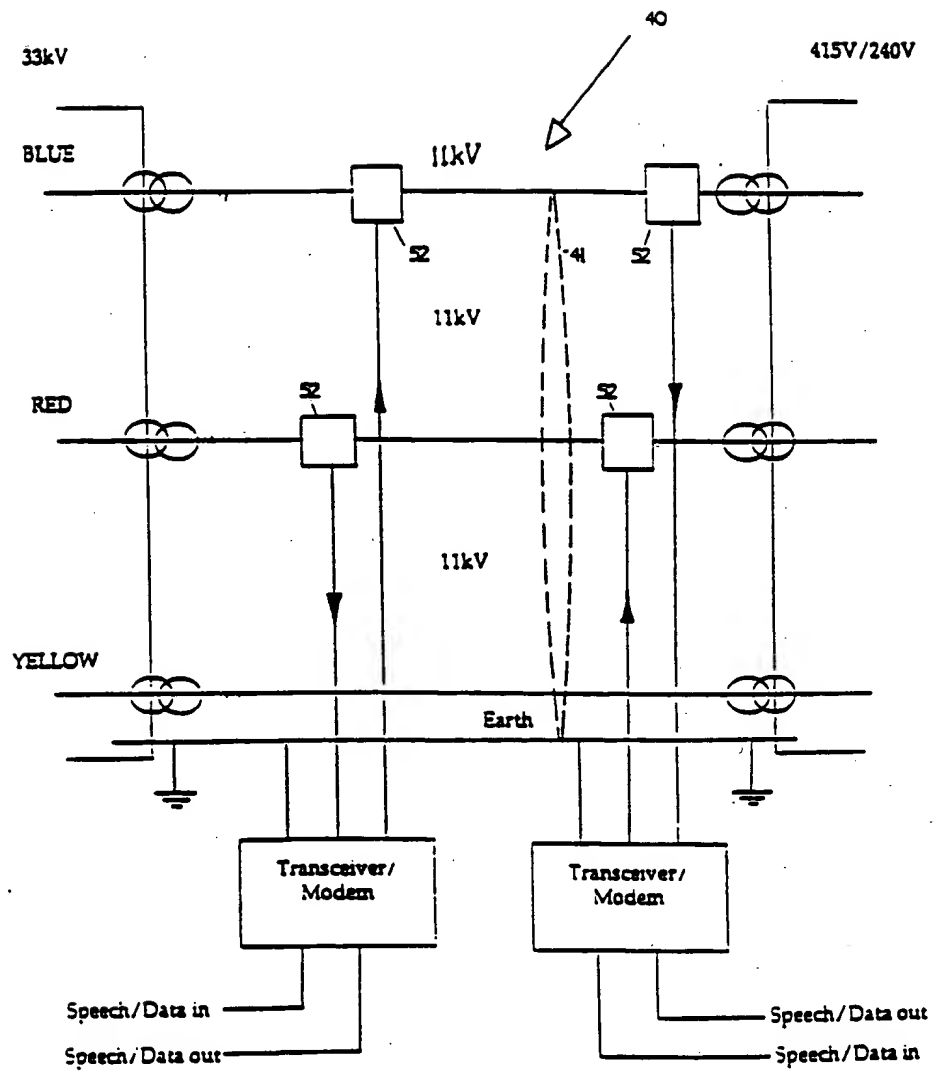 40
33kV
415V/240V
BLUE
11kV
52
52
41
11kV
RED
52
52
11kV
YELLOW
Earth
Transceiver/
Modem
Transceiver/
Modem
Speech/Data in
Speech/Data out
Speech/Data out
Speech/Data in